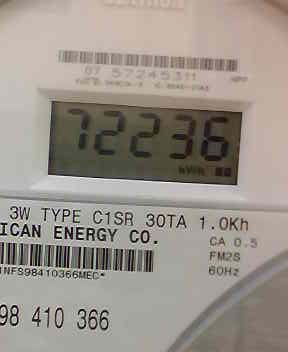 07 57245311
72236
kWh
3W TYPE C1SR 30TA 1.0Kh
ICAN ENERGY CO.
CA 0.5
FM2S
60Hz
1NFS98410366MEC*
98 410 366